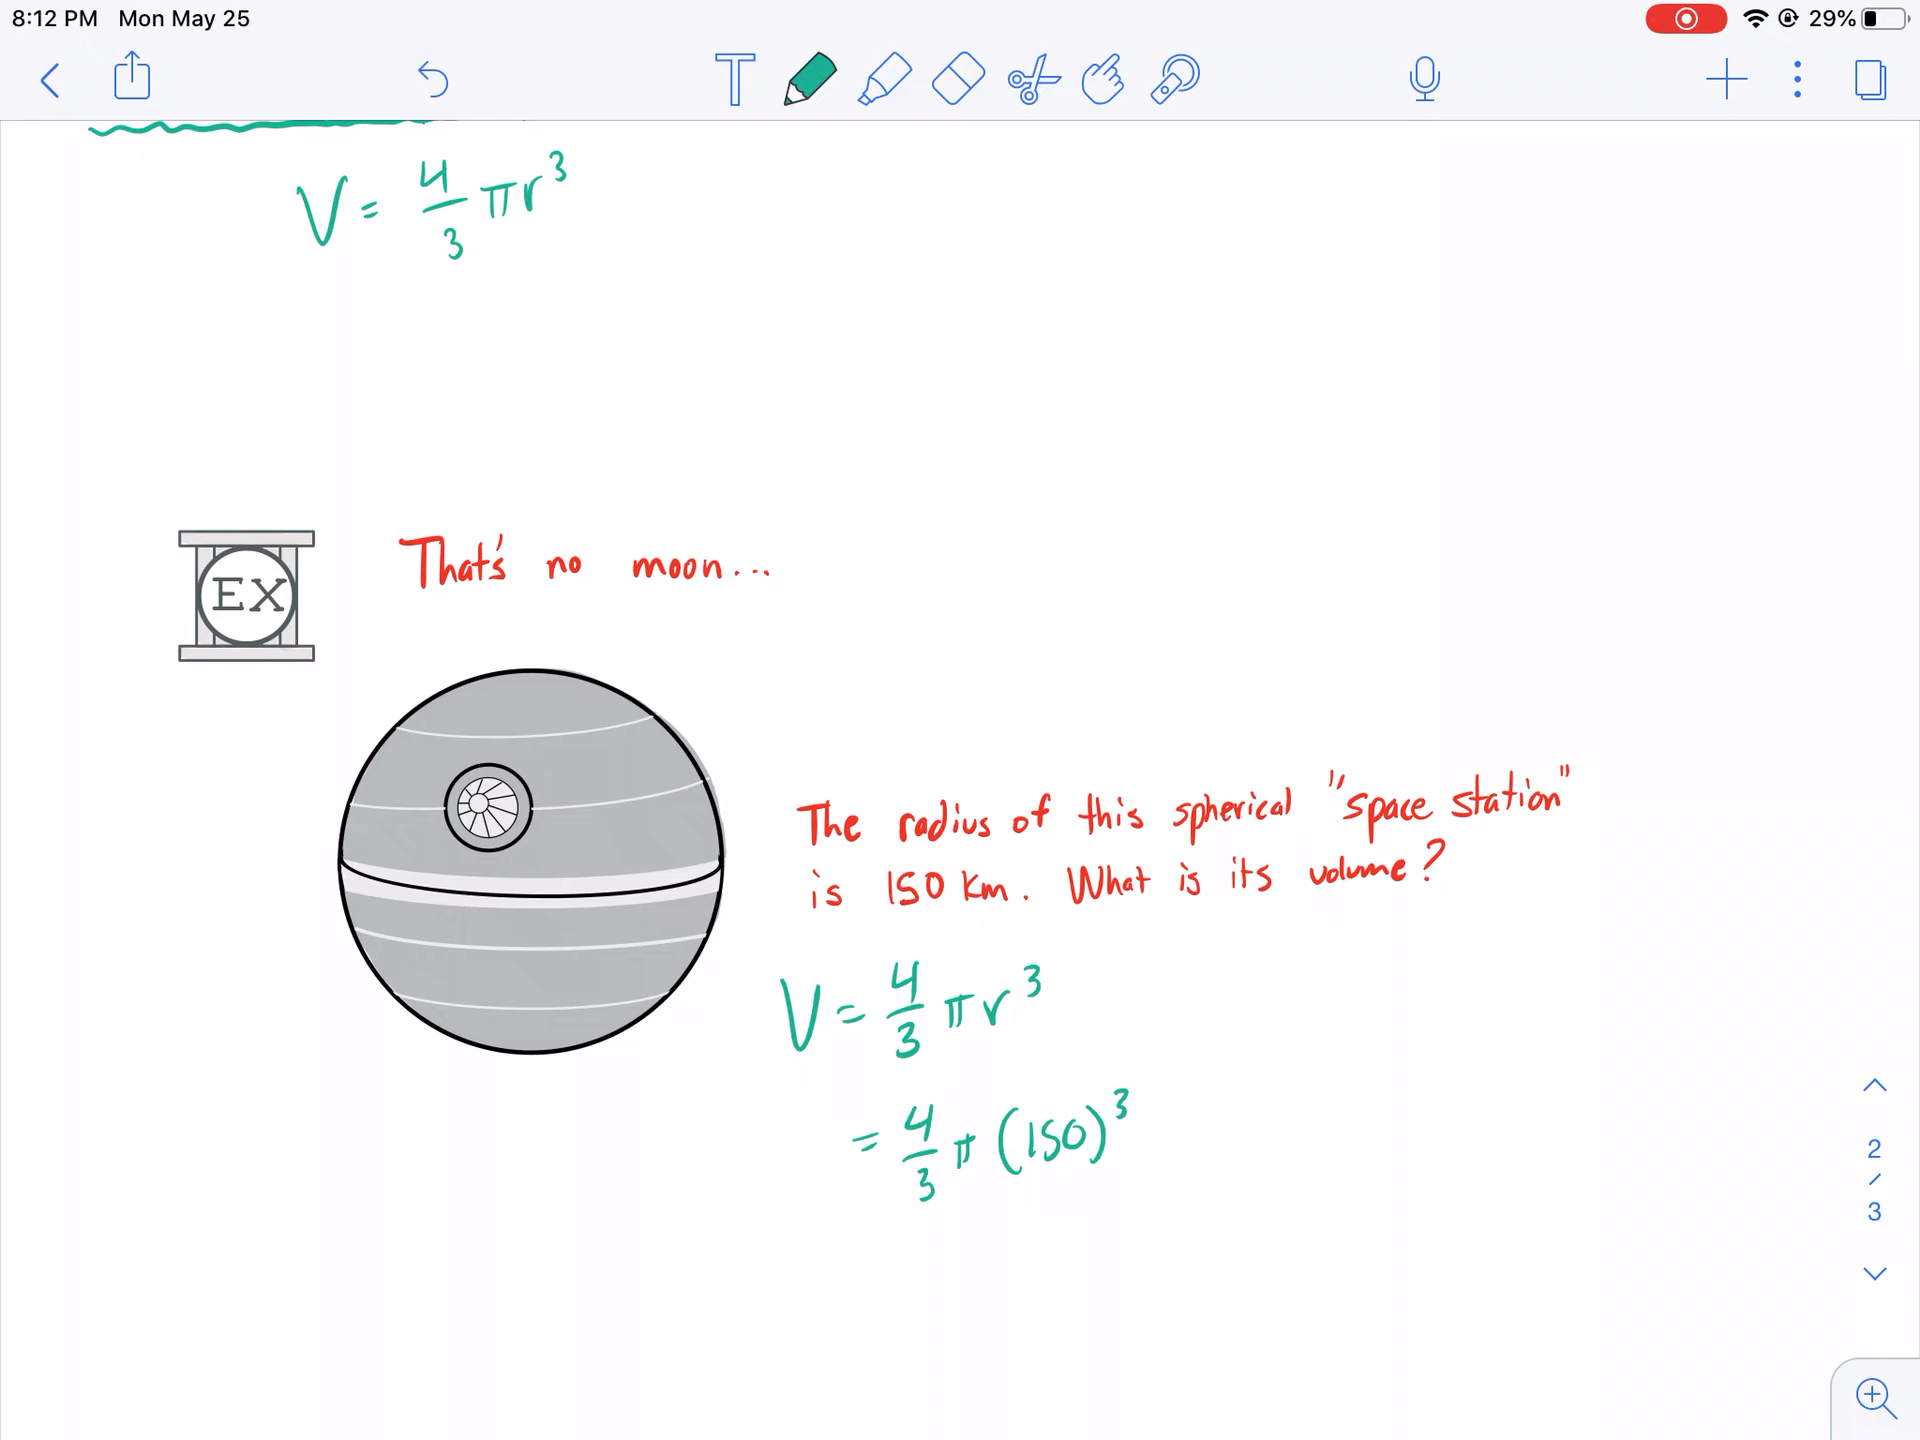 8:12 PM Mon May 25 29%
T
V = 4/3 πr³
EX
That's no moon...
The radius of this spherical "space station"
is 150 km. What is its volume?
V = 4/3 πr³
= 4/3 π (150)³
2
/
3